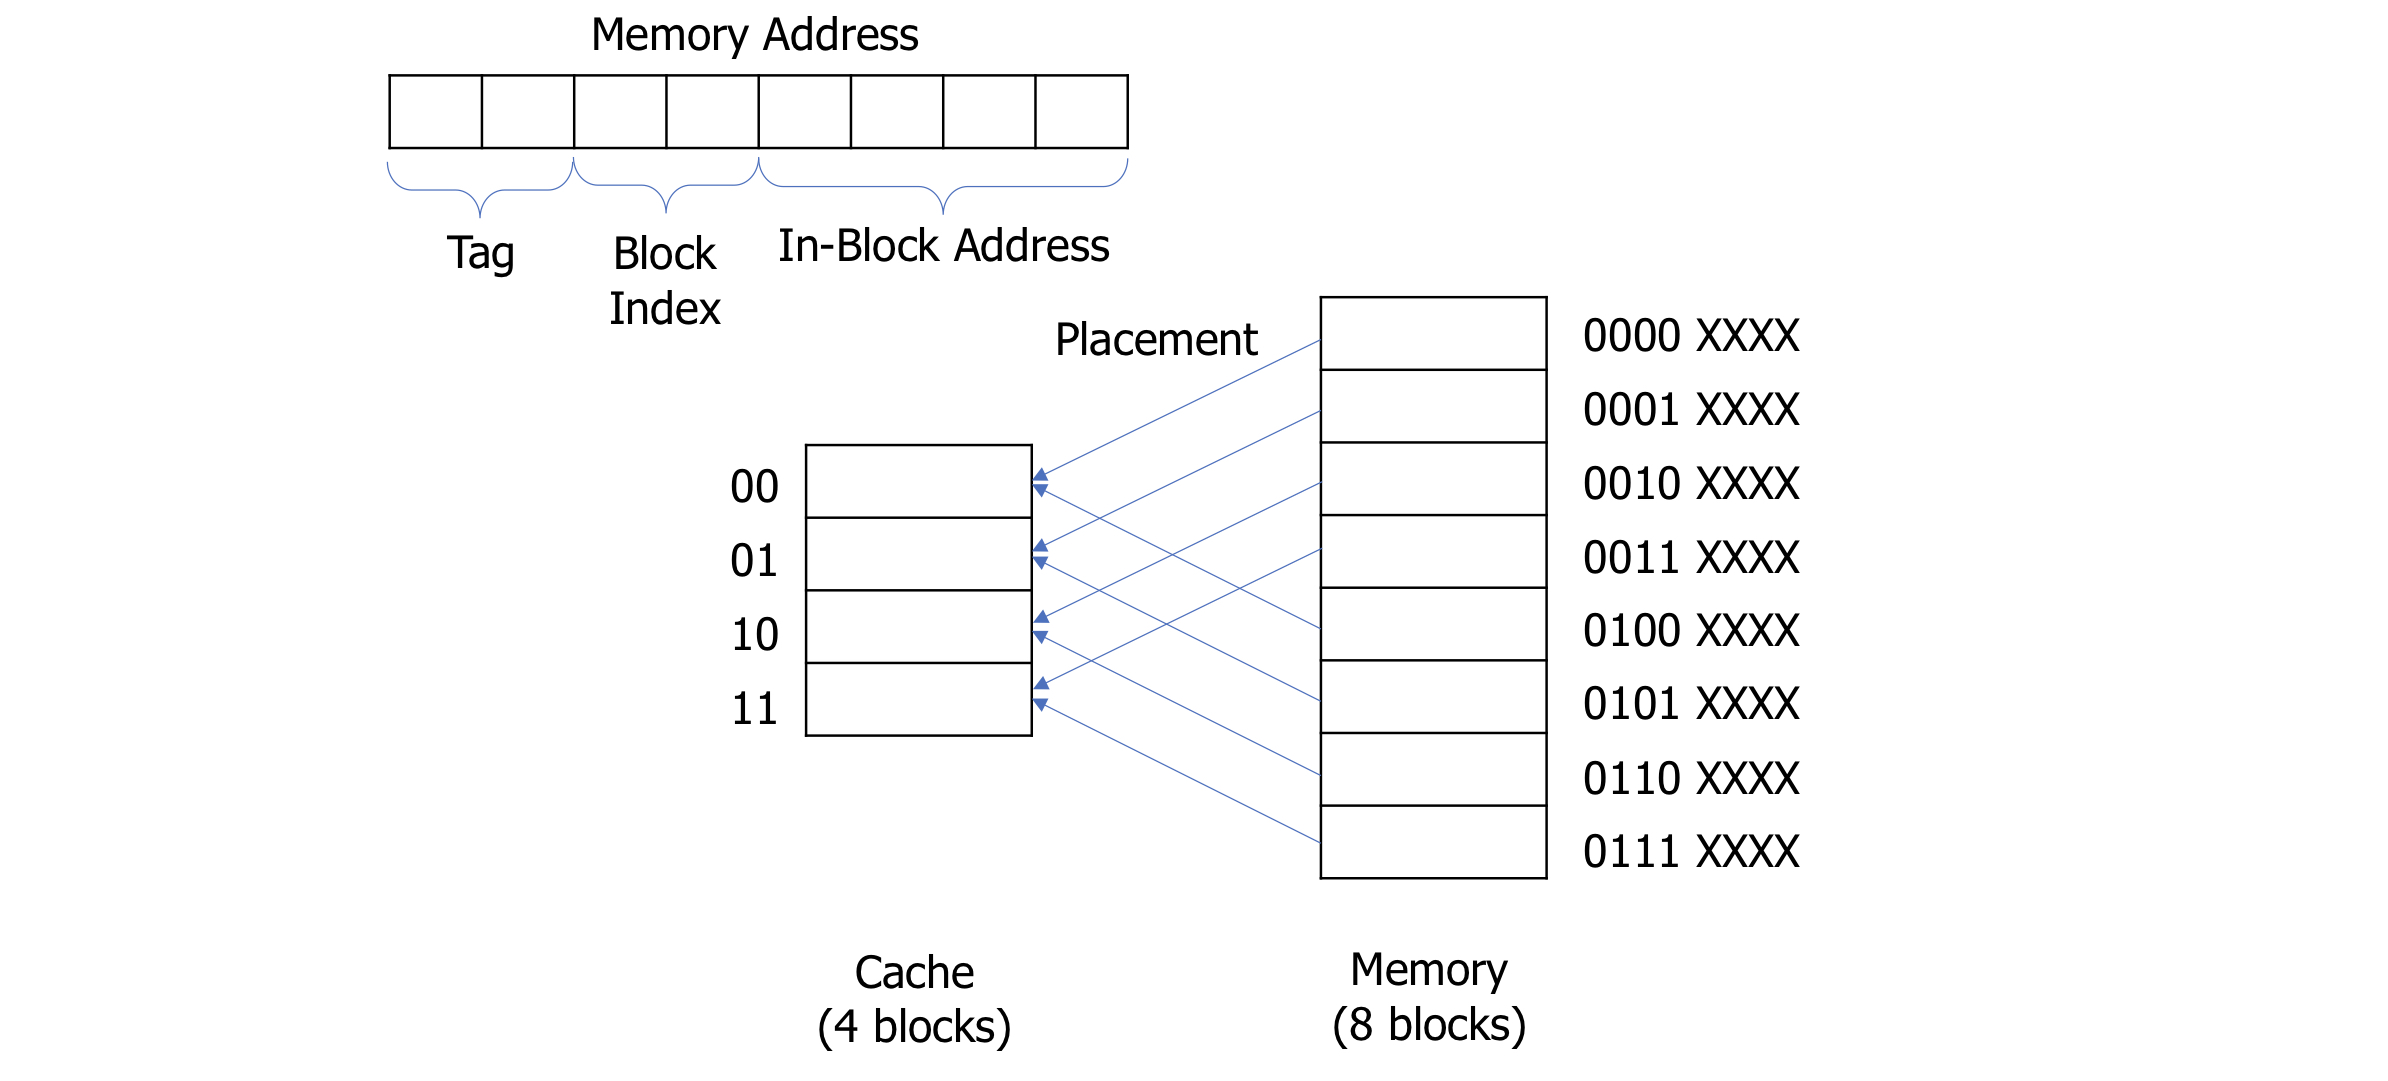 Memory Address
Tag
Block
Index
In-Block Address
Placement
00
01
10
11
0000 XXXX
0001 XXXX
0010 XXXX
0011 XXXX
0100 XXXX
0101 XXXX
0110 XXXX
0111 XXXX
Cache
(4 blocks)
Memory
(8 blocks)